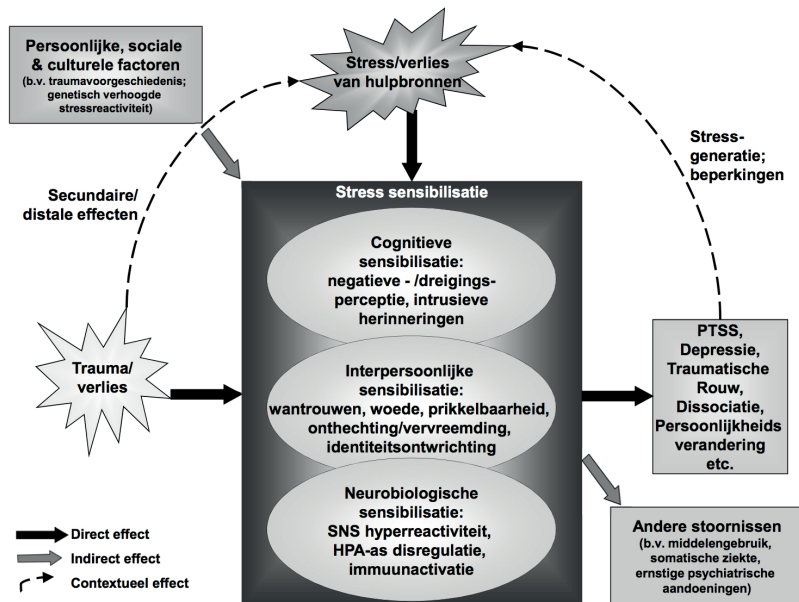 Persoonlijke, sociale
& culturele factoren
(b.v. traumavoorgeschiedenis;
genetisch verhoogde
stressreactiviteit)
Stress/verlies
van hulpbronnen
Stress-
generatie;
beperkingen
Secundaire/
distale effecten
Stress sensibilisatie
Cognitieve
sensibilisatie:
negatieve - /dreigings-
perceptie, intrusieve
herinneringen
Trauma/
verlies
Interpersoonlijke
sensibilisatie:
wantrouwen, woede, prikkelbaarheid,
onthechting/vervreemding,
identiteitsontwrichting
PTSS,
Depressie,
Traumatische
Rouw,
Dissociatie,
Persoonlijkheids
verandering
etc.
Neurobiologische
sensibilisatie:
SNS hyperreactiviteit,
HPA-as disregulatie,
immuunactivatie
Andere stoornissen
(b.v. middelengebruik,
somatische ziekte,
ernstige psychiatrische
aandoeningen)
Direct effect
Indirect effect
Contextueel effect